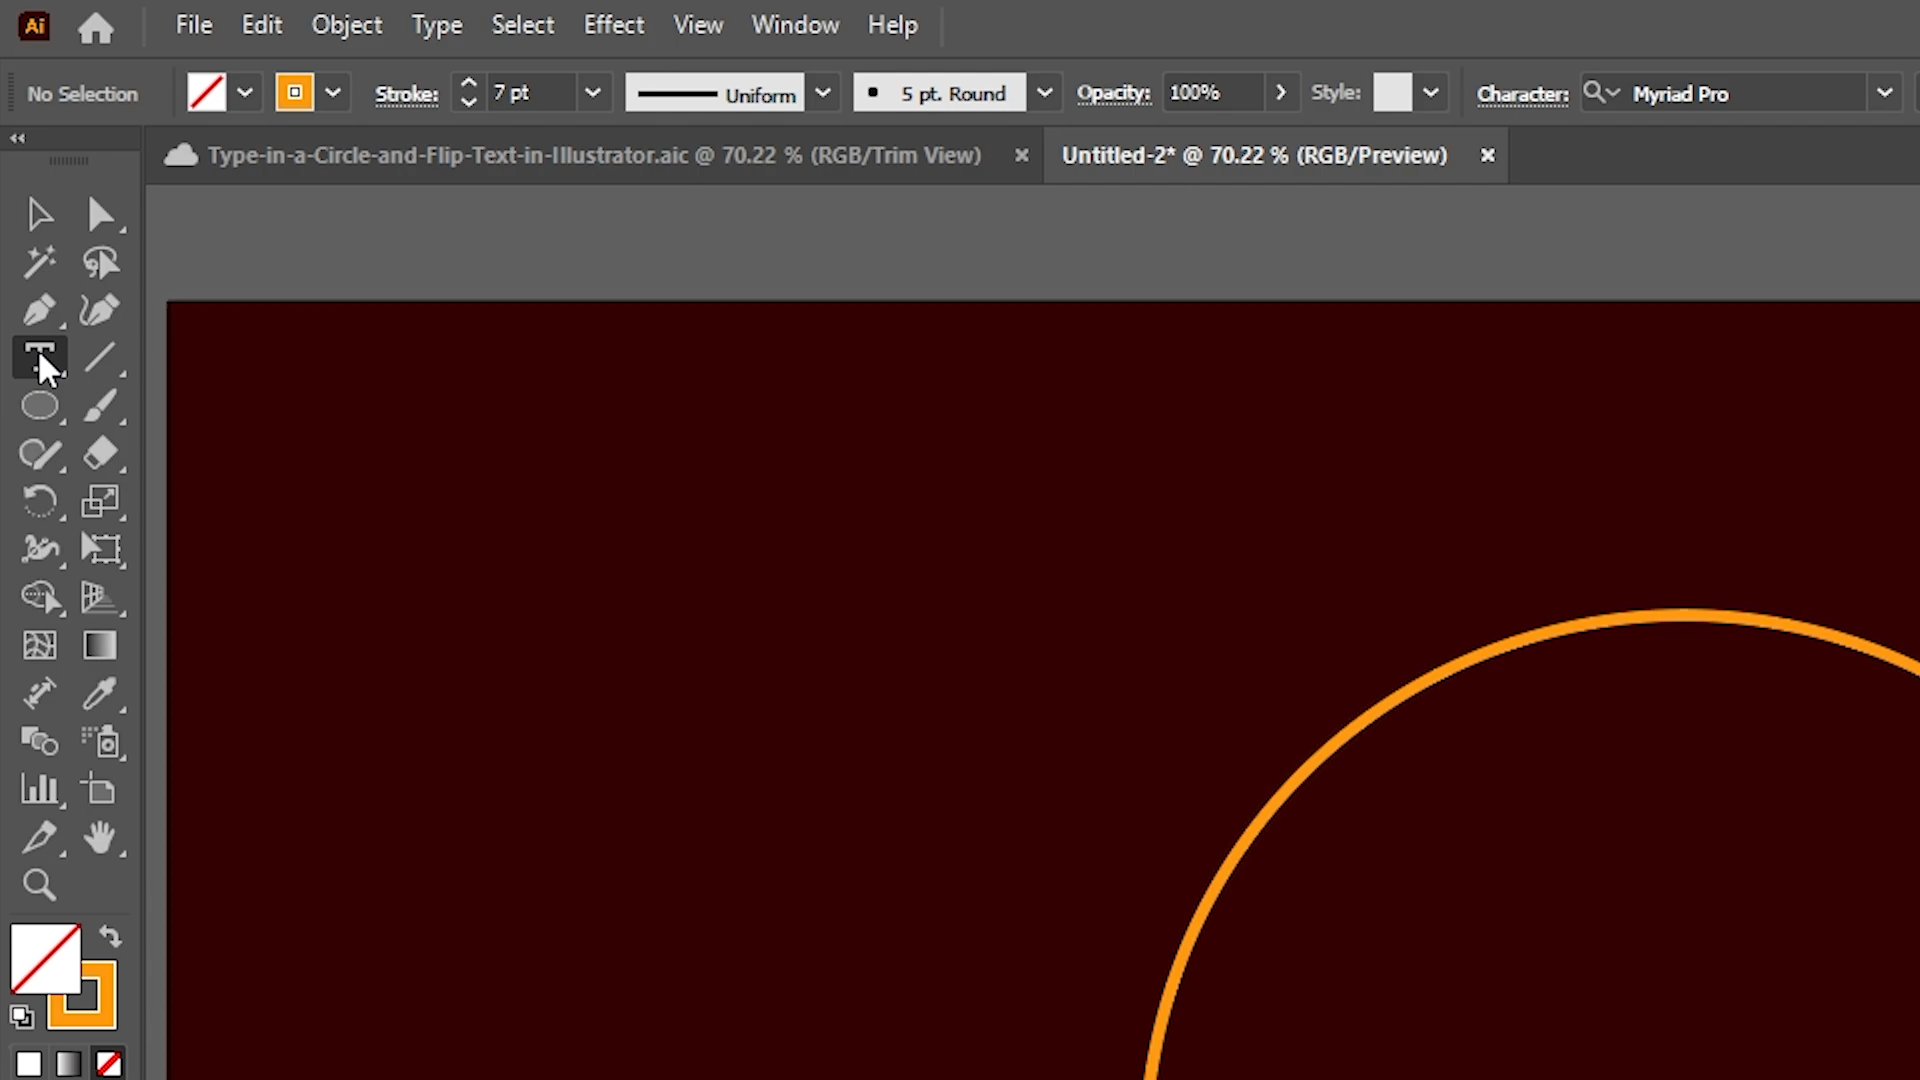 Ai File Edit Object Type Select Effect View Window Help
No Selection Stroke: 7 pt Uniform 5 pt. Round Opacity: 100% Style: Character: Myriad Pro
Type-in-a-Circle-and-Flip-Text-in-Illustrator.aic @ 70.22 % (RGB/Trim View) Untitled-2* @ 70.22 % (RGB/Preview)